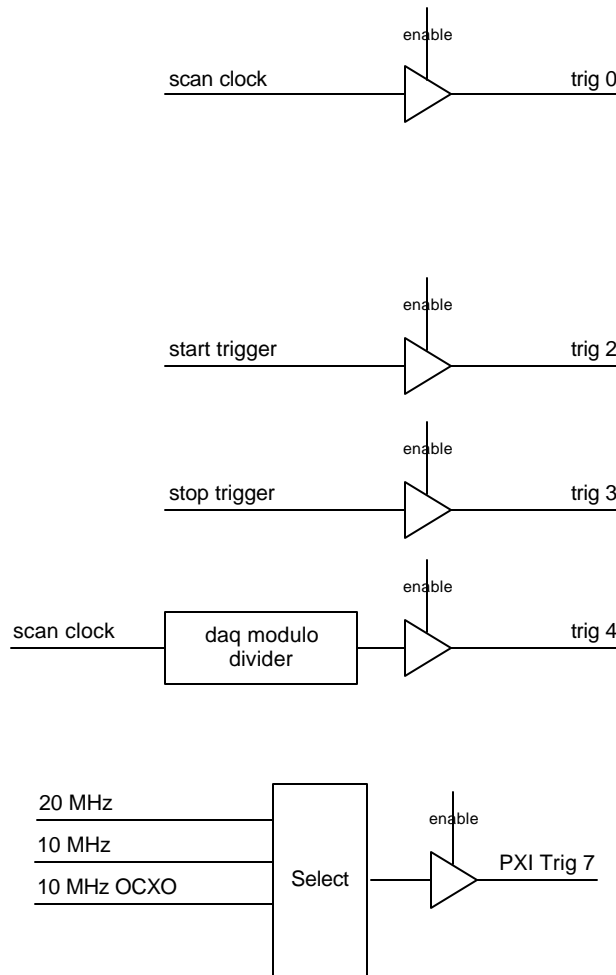 enable
scan clock
trig 0
enable
start trigger
trig 2
enable
stop trigger
trig 3
enable
scan clock
daq modulo
divider
trig 4
20 MHz
10 MHz
10 MHz OCXO
Select
enable
PXI Trig 7